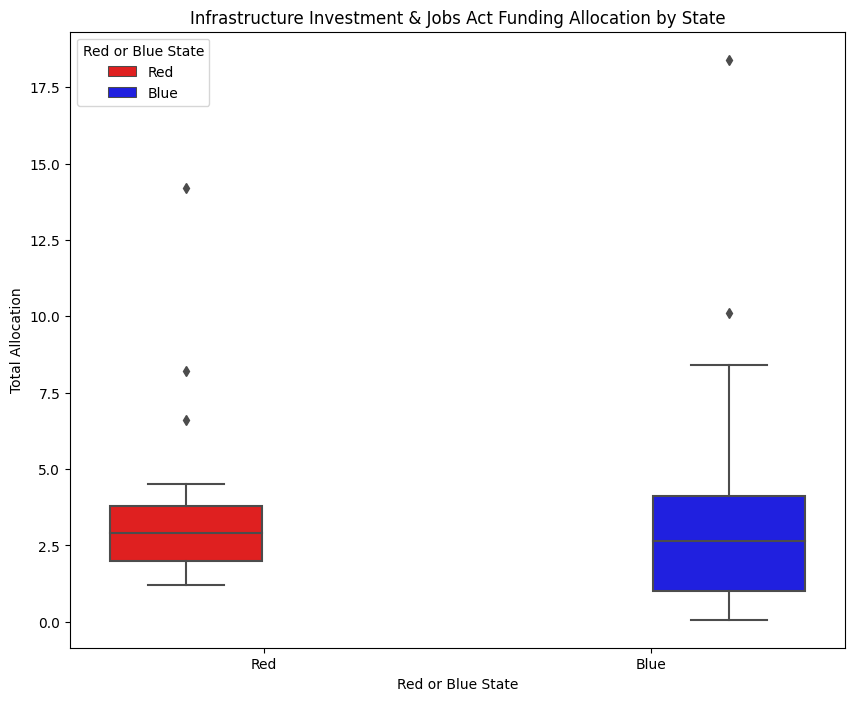 Infrastructure Investment & Jobs Act Funding Allocation by State
Red or Blue State
Red
Blue
17.5
15.0
12.5
10.0
7.5
5.0
2.5
0.0
Total Allocation
Red
Blue
Red or Blue State